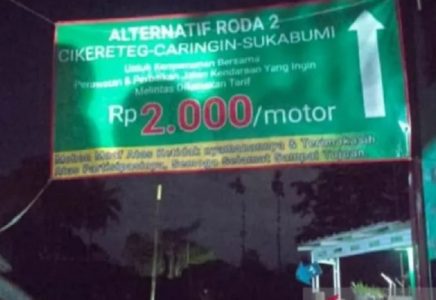 ALTERNATIF RODA 2
CIKERETEG-CARINGIN-SUKABUMI
Untuk Kenyamanan Bersama
Perawatan & Perbaikan Jalan Kendaraan Yang Ingin
Melintas Dikenakan Tarif
Rp 2.000/motor
Mohon Maaf Atas Ketidak nyamanannya & Terimakasih
Atas Partisipasinya, Semoga Selamat Sampai Tujuan.